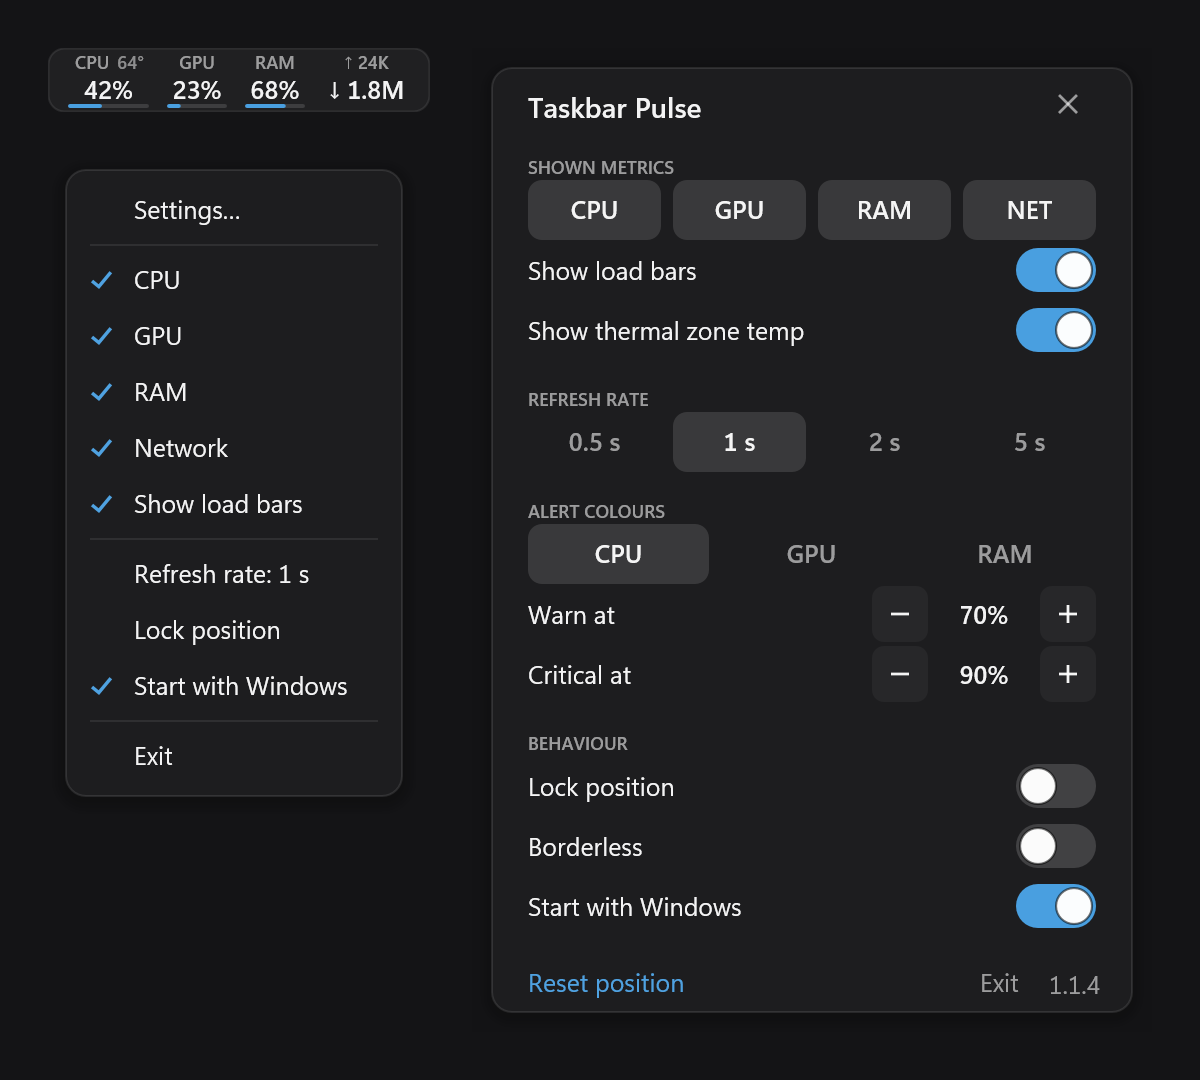 CPU 64° GPU RAM ↑ 24K
42% 23% 68% ↓ 1.8M
Settings...
CPU
GPU
RAM
Network
Show load bars
Refresh rate: 1 s
Lock position
Start with Windows
Exit
Taskbar Pulse
SHOWN METRICS
CPU GPU RAM NET
Show load bars
Show thermal zone temp
REFRESH RATE
0.5 s 1 s 2 s 5 s
ALERT COLOURS
CPU GPU RAM
Warn at − 70% +
Critical at − 90% +
BEHAVIOUR
Lock position
Borderless
Start with Windows
Reset position Exit 1.1.4